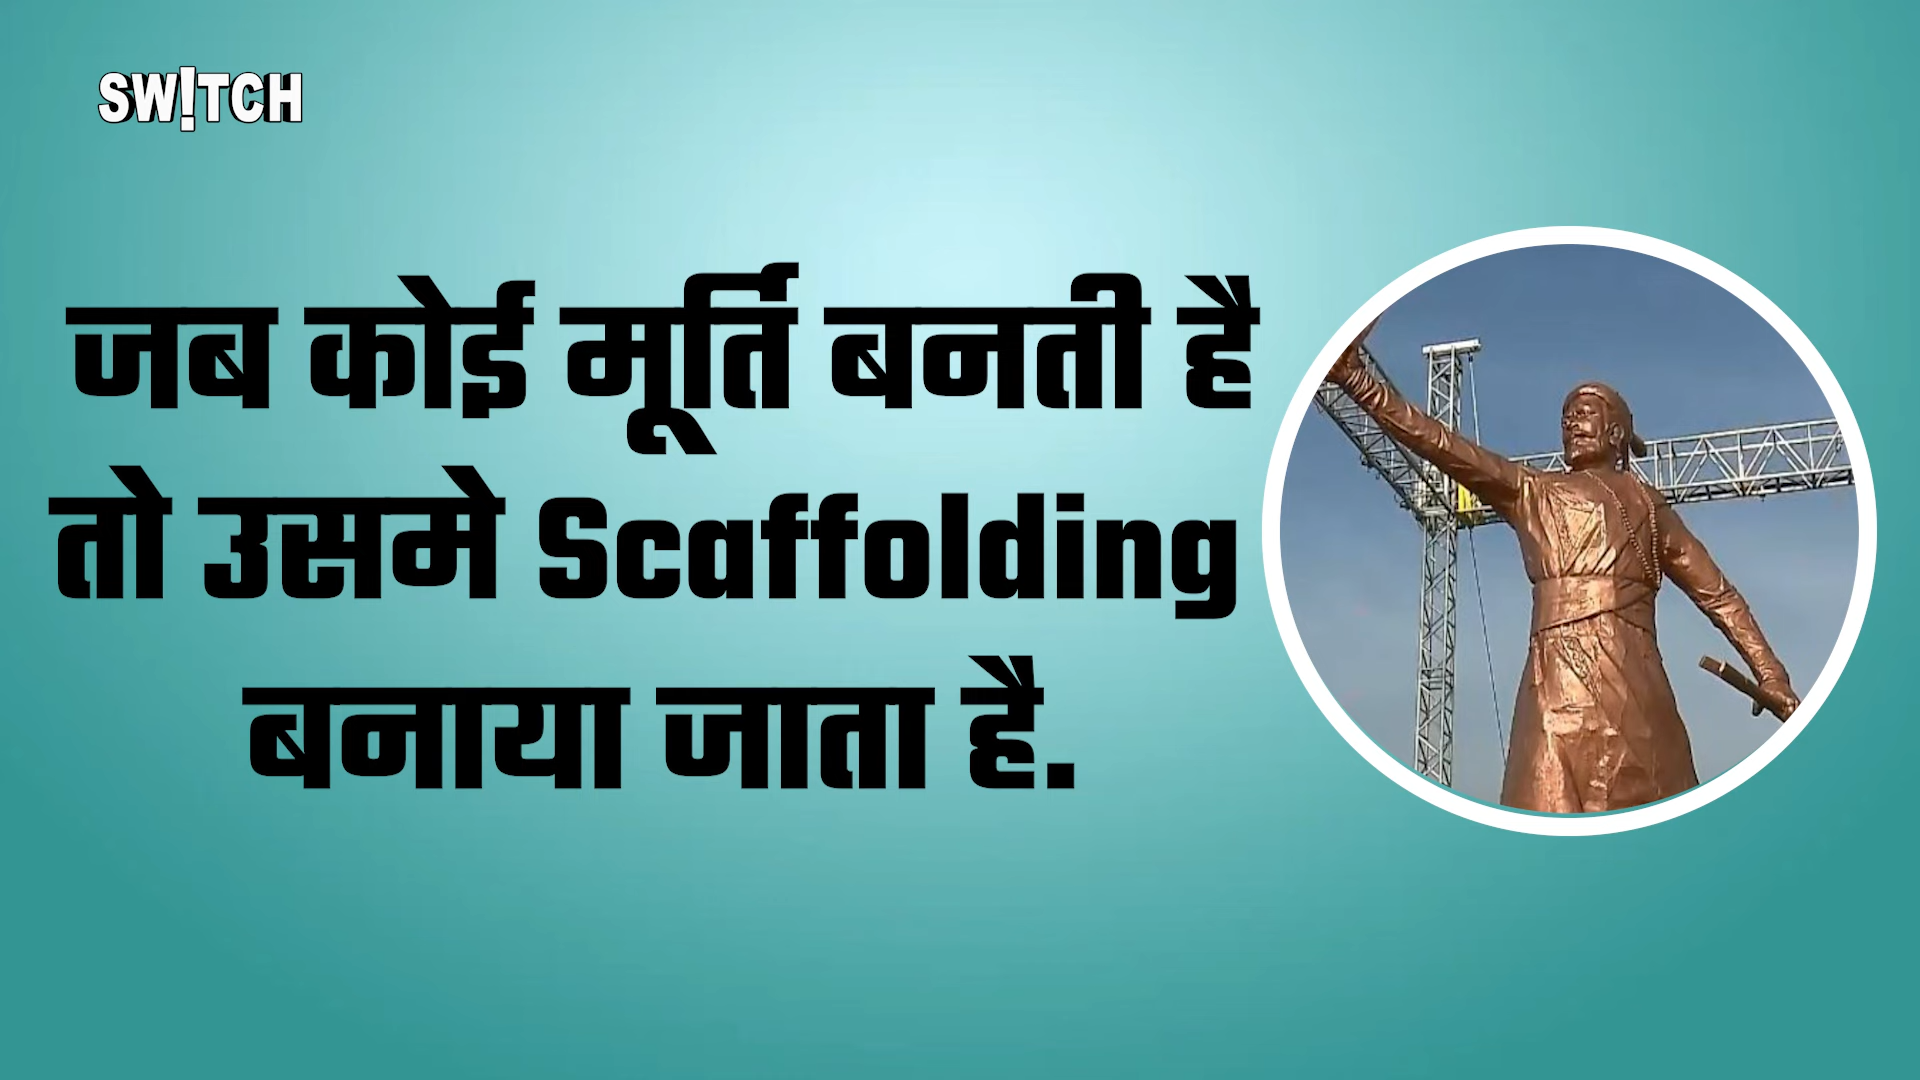 SW!TCH
जब कोई मूर्ति बनती है
तो उसमे Scaffolding
बनाया जाता है.